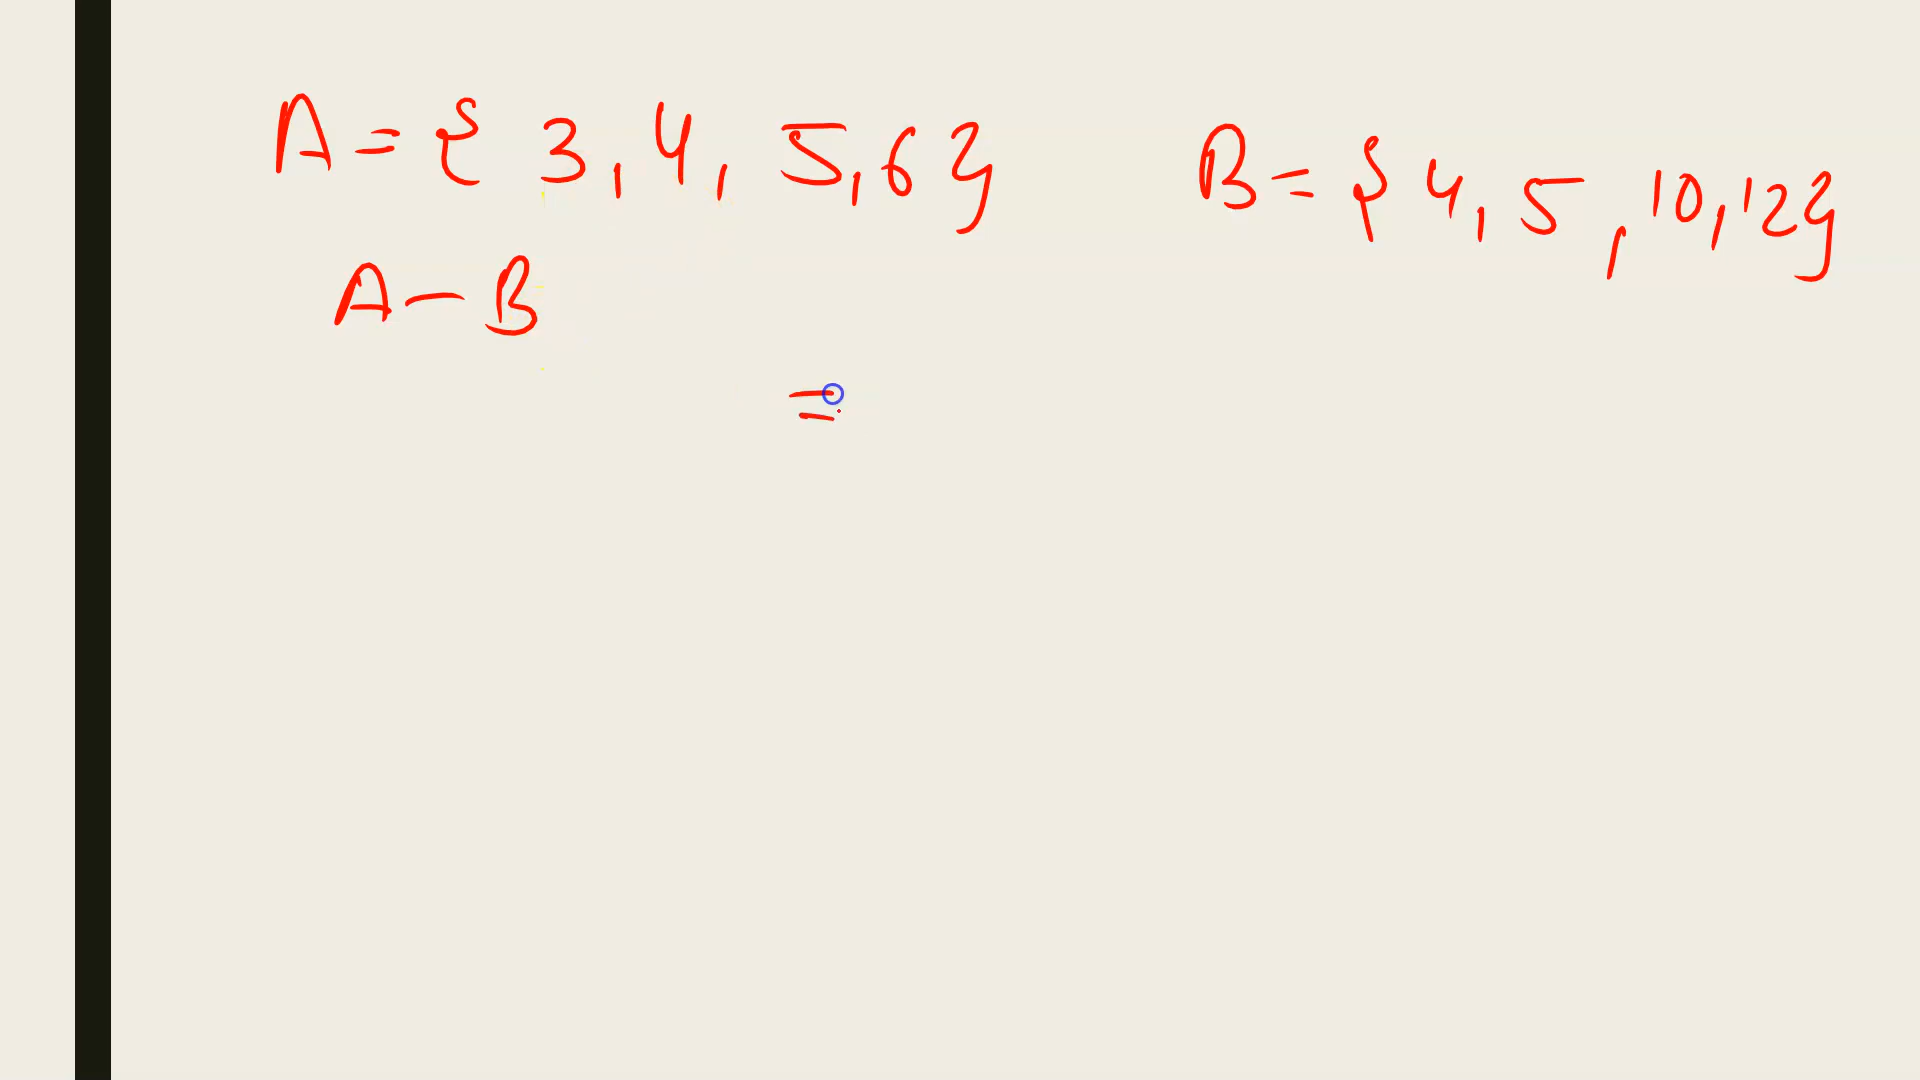 A = { 3, 4, 5, 6 }
B = { 4, 5, 10, 12 }
A - B
=